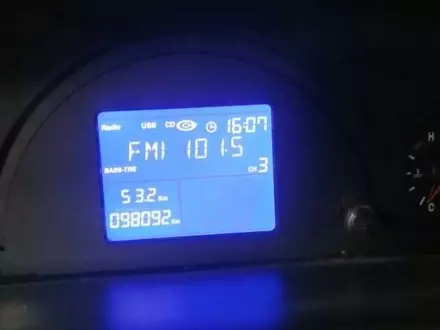 Radio USB CD 16:07
FM1 101.5
BASS-TRE CH 3
53.2 Km
098092 Km
H
C